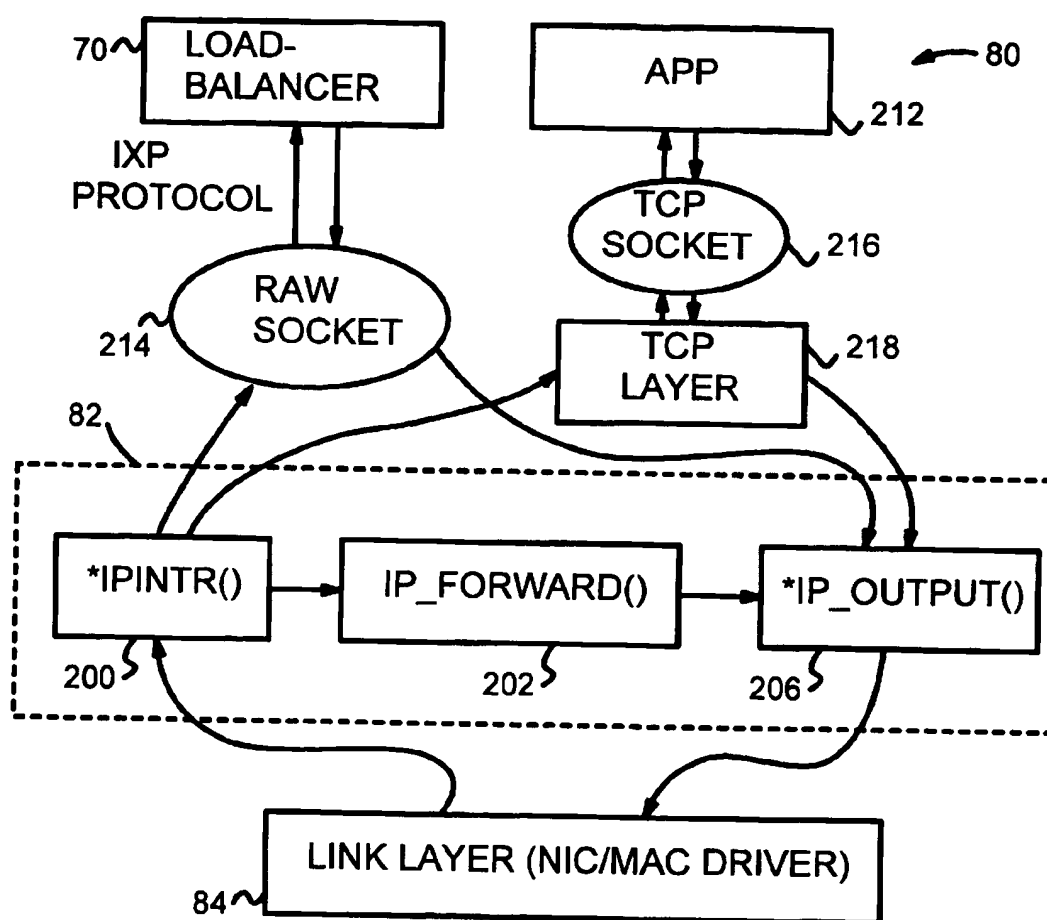 70
LOAD-
BALANCER
APP
80
212
IXP
PROTOCOL
TCP
SOCKET
216
RAW
SOCKET
214
TCP
LAYER
218
82
*IPINTR()
IP_FORWARD()
*IP_OUTPUT()
200
202
206
LINK LAYER (NIC/MAC DRIVER)
84